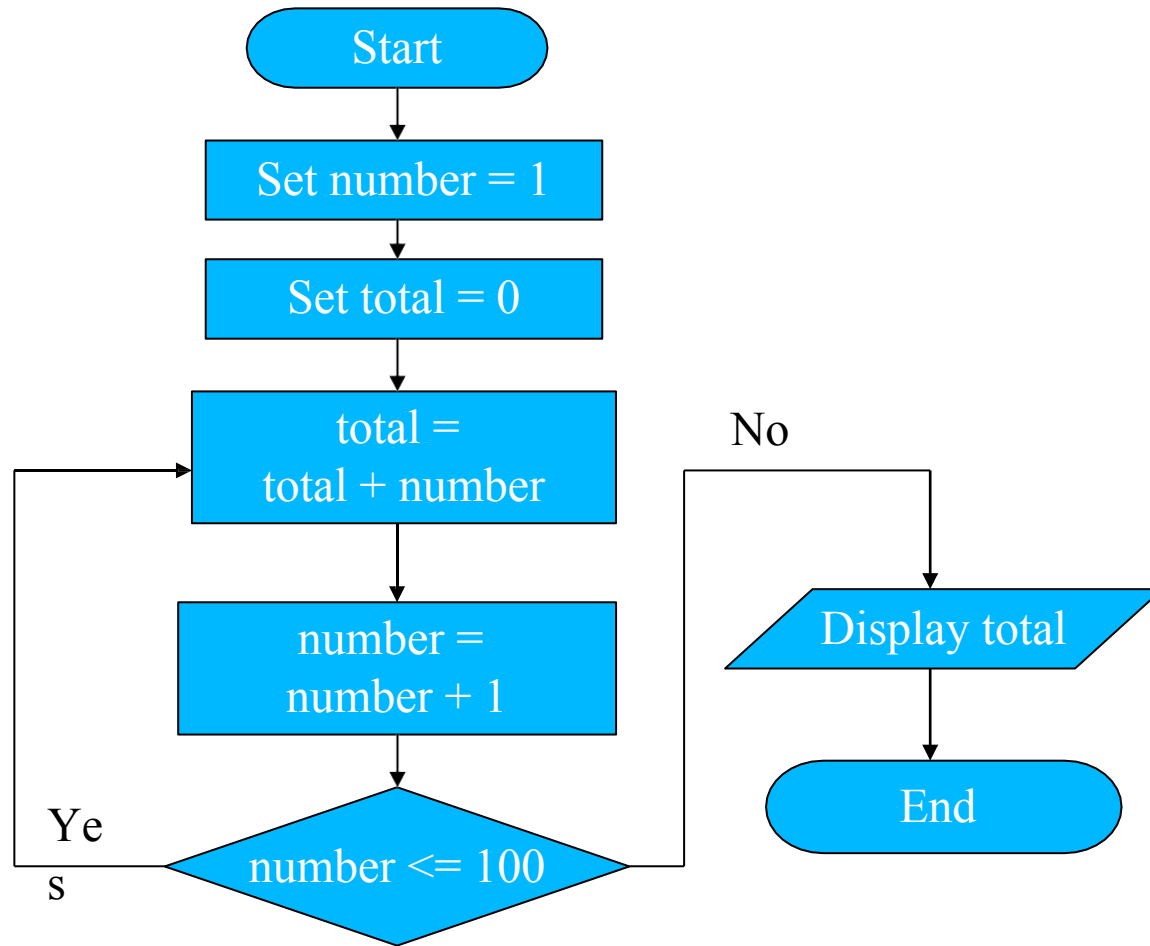 Start
Set number = 1
Set total = 0
total =
total + number
number =
number + 1
number <= 100
Ye
s
No
Display total
End